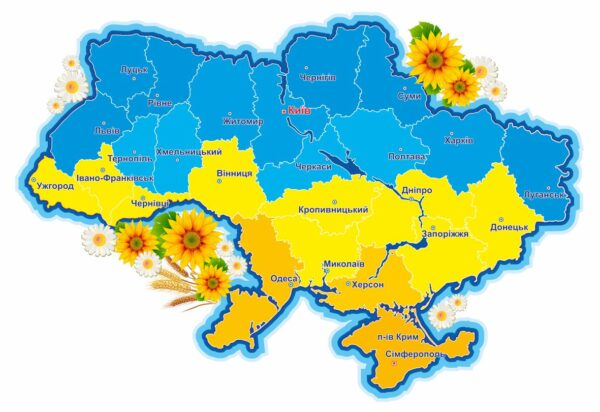 Луцьк
Рівне
Чернігів
Суми
Київ
Житомир
Львів
Харків
Тернопіль
Хмельницький
Полтава
Черкаси
Вінниця
Івано-Франківськ
Ужгород
Дніпро
Луганськ
Чернівці
Кропивницький
Донецьк
Запоріжжя
Миколаїв
Одеса
Херсон
п-ів Крим
Сімферополь